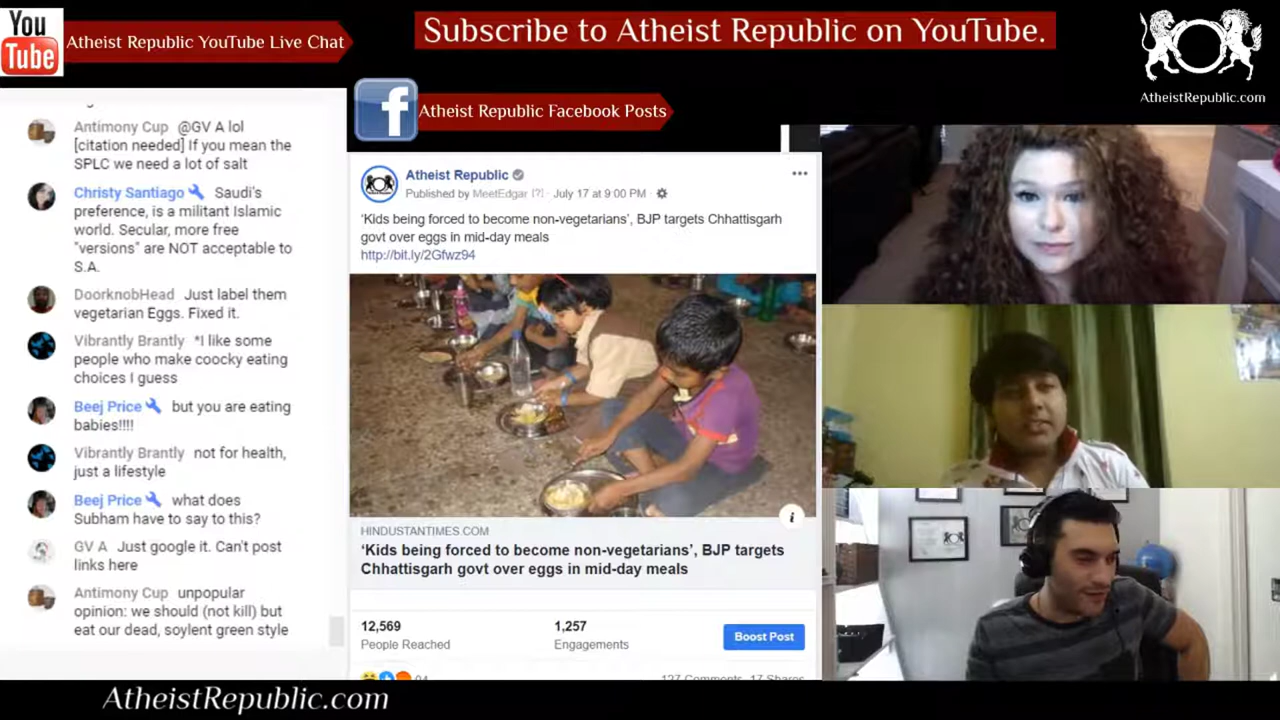 You
Tube
Atheist Republic YouTube Live Chat
Subscribe to Atheist Republic on YouTube.
AtheistRepublic.com
f
Atheist Republic Facebook Posts
Antimony Cup @GV A lol
[citation needed] If you mean the
SPLC we need a lot of salt
Christy Santiago Saudi's
preference, is a militant Islamic
world. Secular, more free
"versions" are NOT acceptable to
S.A.
DoorknobHead Just label them
vegetarian Eggs. Fixed it.
Vibrantly Brantly *I like some
people who make coocky eating
choices I guess
Beej Price but you are eating
babies!!!!
Vibrantly Brantly not for health,
just a lifestyle
Beej Price what does
Subham have to say to this?
GV A Just google it. Can't post
links here
Antimony Cup unpopular
opinion: we should (not kill) but
eat our dead, soylent green style
Atheist Republic
Published by MeetEdgar [?] · July 17 at 9:00 PM ·
‘Kids being forced to become non-vegetarians’, BJP targets Chhattisgarh
govt over eggs in mid-day meals
http://bit.ly/2Gfwz94
i
HINDUSTANTIMES.COM
‘Kids being forced to become non-vegetarians’, BJP targets
Chhattisgarh govt over eggs in mid-day meals
12,569
People Reached
1,257
Engagements
Boost Post
127 Comments 17 Shares
AtheistRepublic.com